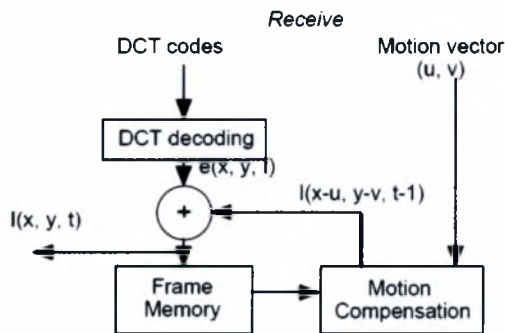 Receive
DCT codes
Motion vector
(u, v)
DCT decoding
e(x, y, t)
I(x-u, y-v, t-1)
+
I(x, y, t)
Frame
Memory
Motion
Compensation